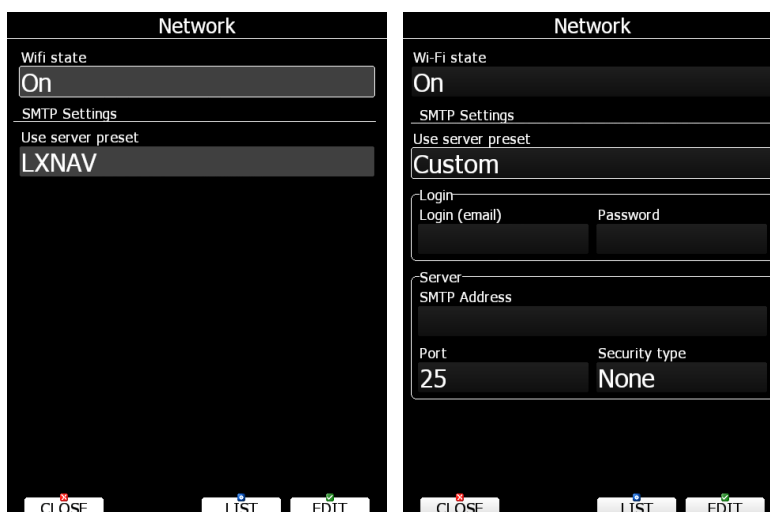 Network
Wifi state
On
SMTP Settings
Use server preset
LXNAV
CLOSE
LIST
EDIT
Network
Wi-Fi state
On
SMTP Settings
Use server preset
Custom
Login
Login (email) Password
Server
SMTP Address
Port Security type
25 None
CLOSE
LIST
EDIT